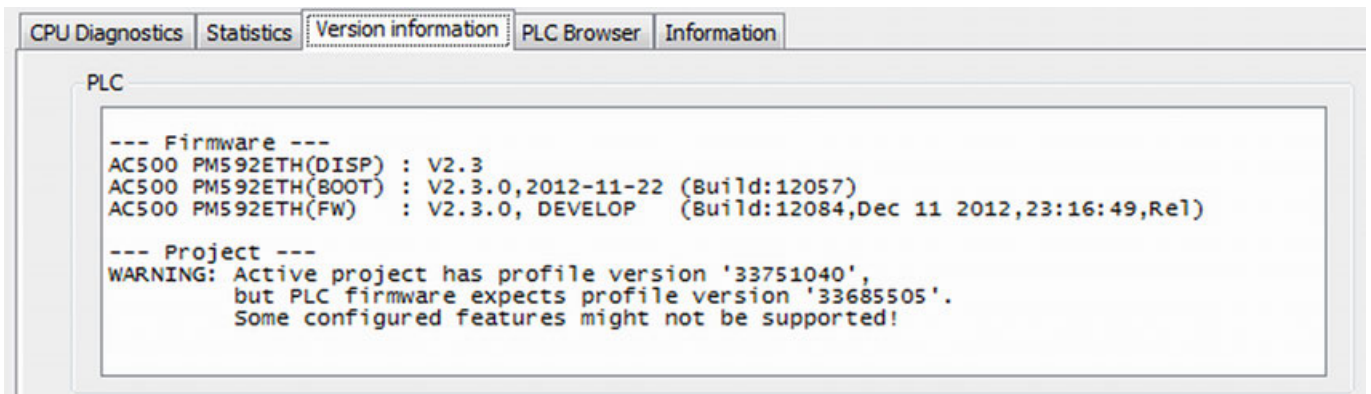 CPU Diagnostics Statistics Version information PLC Browser Information
PLC
--- Firmware ---
AC500 PM592ETH(DISP) : V2.3
AC500 PM592ETH(BOOT) : V2.3.0,2012-11-22 (Build:12057)
AC500 PM592ETH(FW) : V2.3.0, DEVELOP (Build:12084,Dec 11 2012,23:16:49,Rel)
--- Project ---
WARNING: Active project has profile version '33751040',
but PLC firmware expects profile version '33685505'.
Some configured features might not be supported!